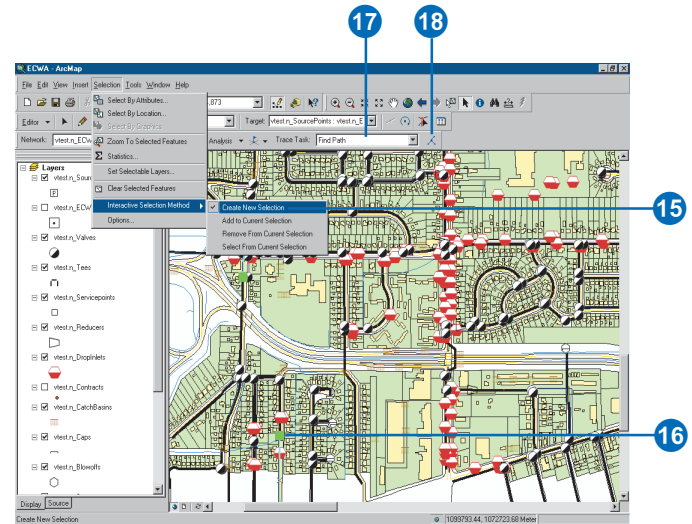 17
18
ECWA - ArcMap
File Edit View Insert Selection Tools Window Help
,873
Editor
Target: vtest.n_SourcePoints : vtest.n_E
Network: vtest.n_ECW
Analysis
Trace Task: Find Path
Select By Attributes...
Select By Location...
Select By Graphics
Zoom To Selected Features
Statistics...
Set Selectable Layers...
Clear Selected Features
Interactive Selection Method
Options...
Create New Selection
Add to Current Selection
Remove From Current Selection
Select From Current Selection
15
Layers
vtest.n_Sour
P
vtest.n_ECW
vtest.n_Valves
vtest.n_Tees
vtest.n_Servicepoints
vtest.n_Reducers
vtest.n_DropInlets
vtest.n_Contracts
vtest.n_CatchBasins
vtest.n_Caps
vtest.n_Blowoffs
16
Display Source
Create New Selection
1099793.44, 1072723.68 Meter